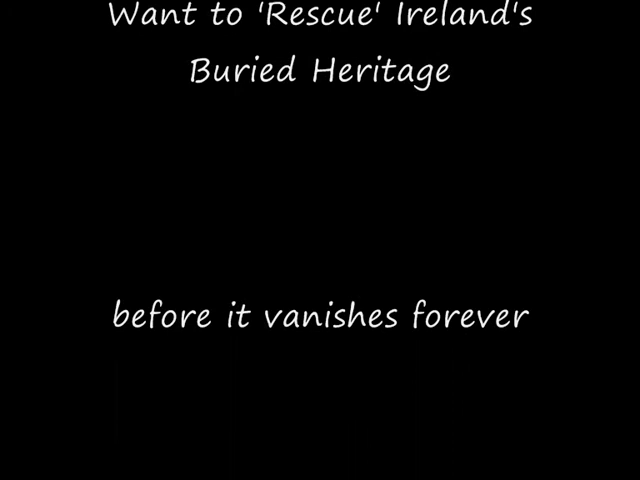 Want to 'Rescue' Ireland's
Buried Heritage
before it vanishes forever